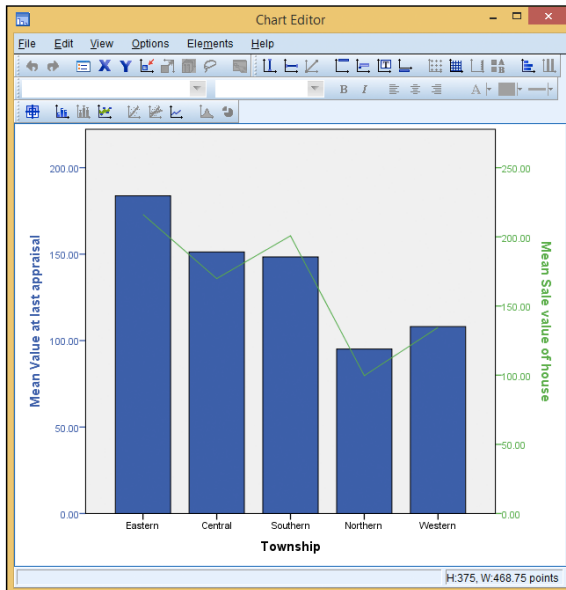 Chart Editor
File Edit View Options Elements Help
X Y
B I A
200.00
150.00
100.00
50.00
0.00
Mean Value at last appraisal
250.00
200.00
150.00
100.00
50.00
0.00
Mean Sale value of house
Eastern Central Southern Northern Western
Township
H:375, W:468.75 points